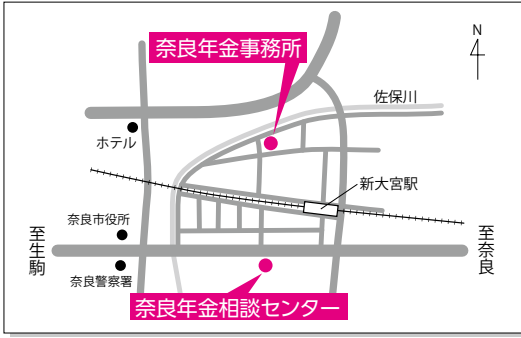 奈良年金事務所
N
佐保川
ホテル
新大宮駅
奈良市役所
至生駒
至奈良
奈良警察署
奈良年金相談センター